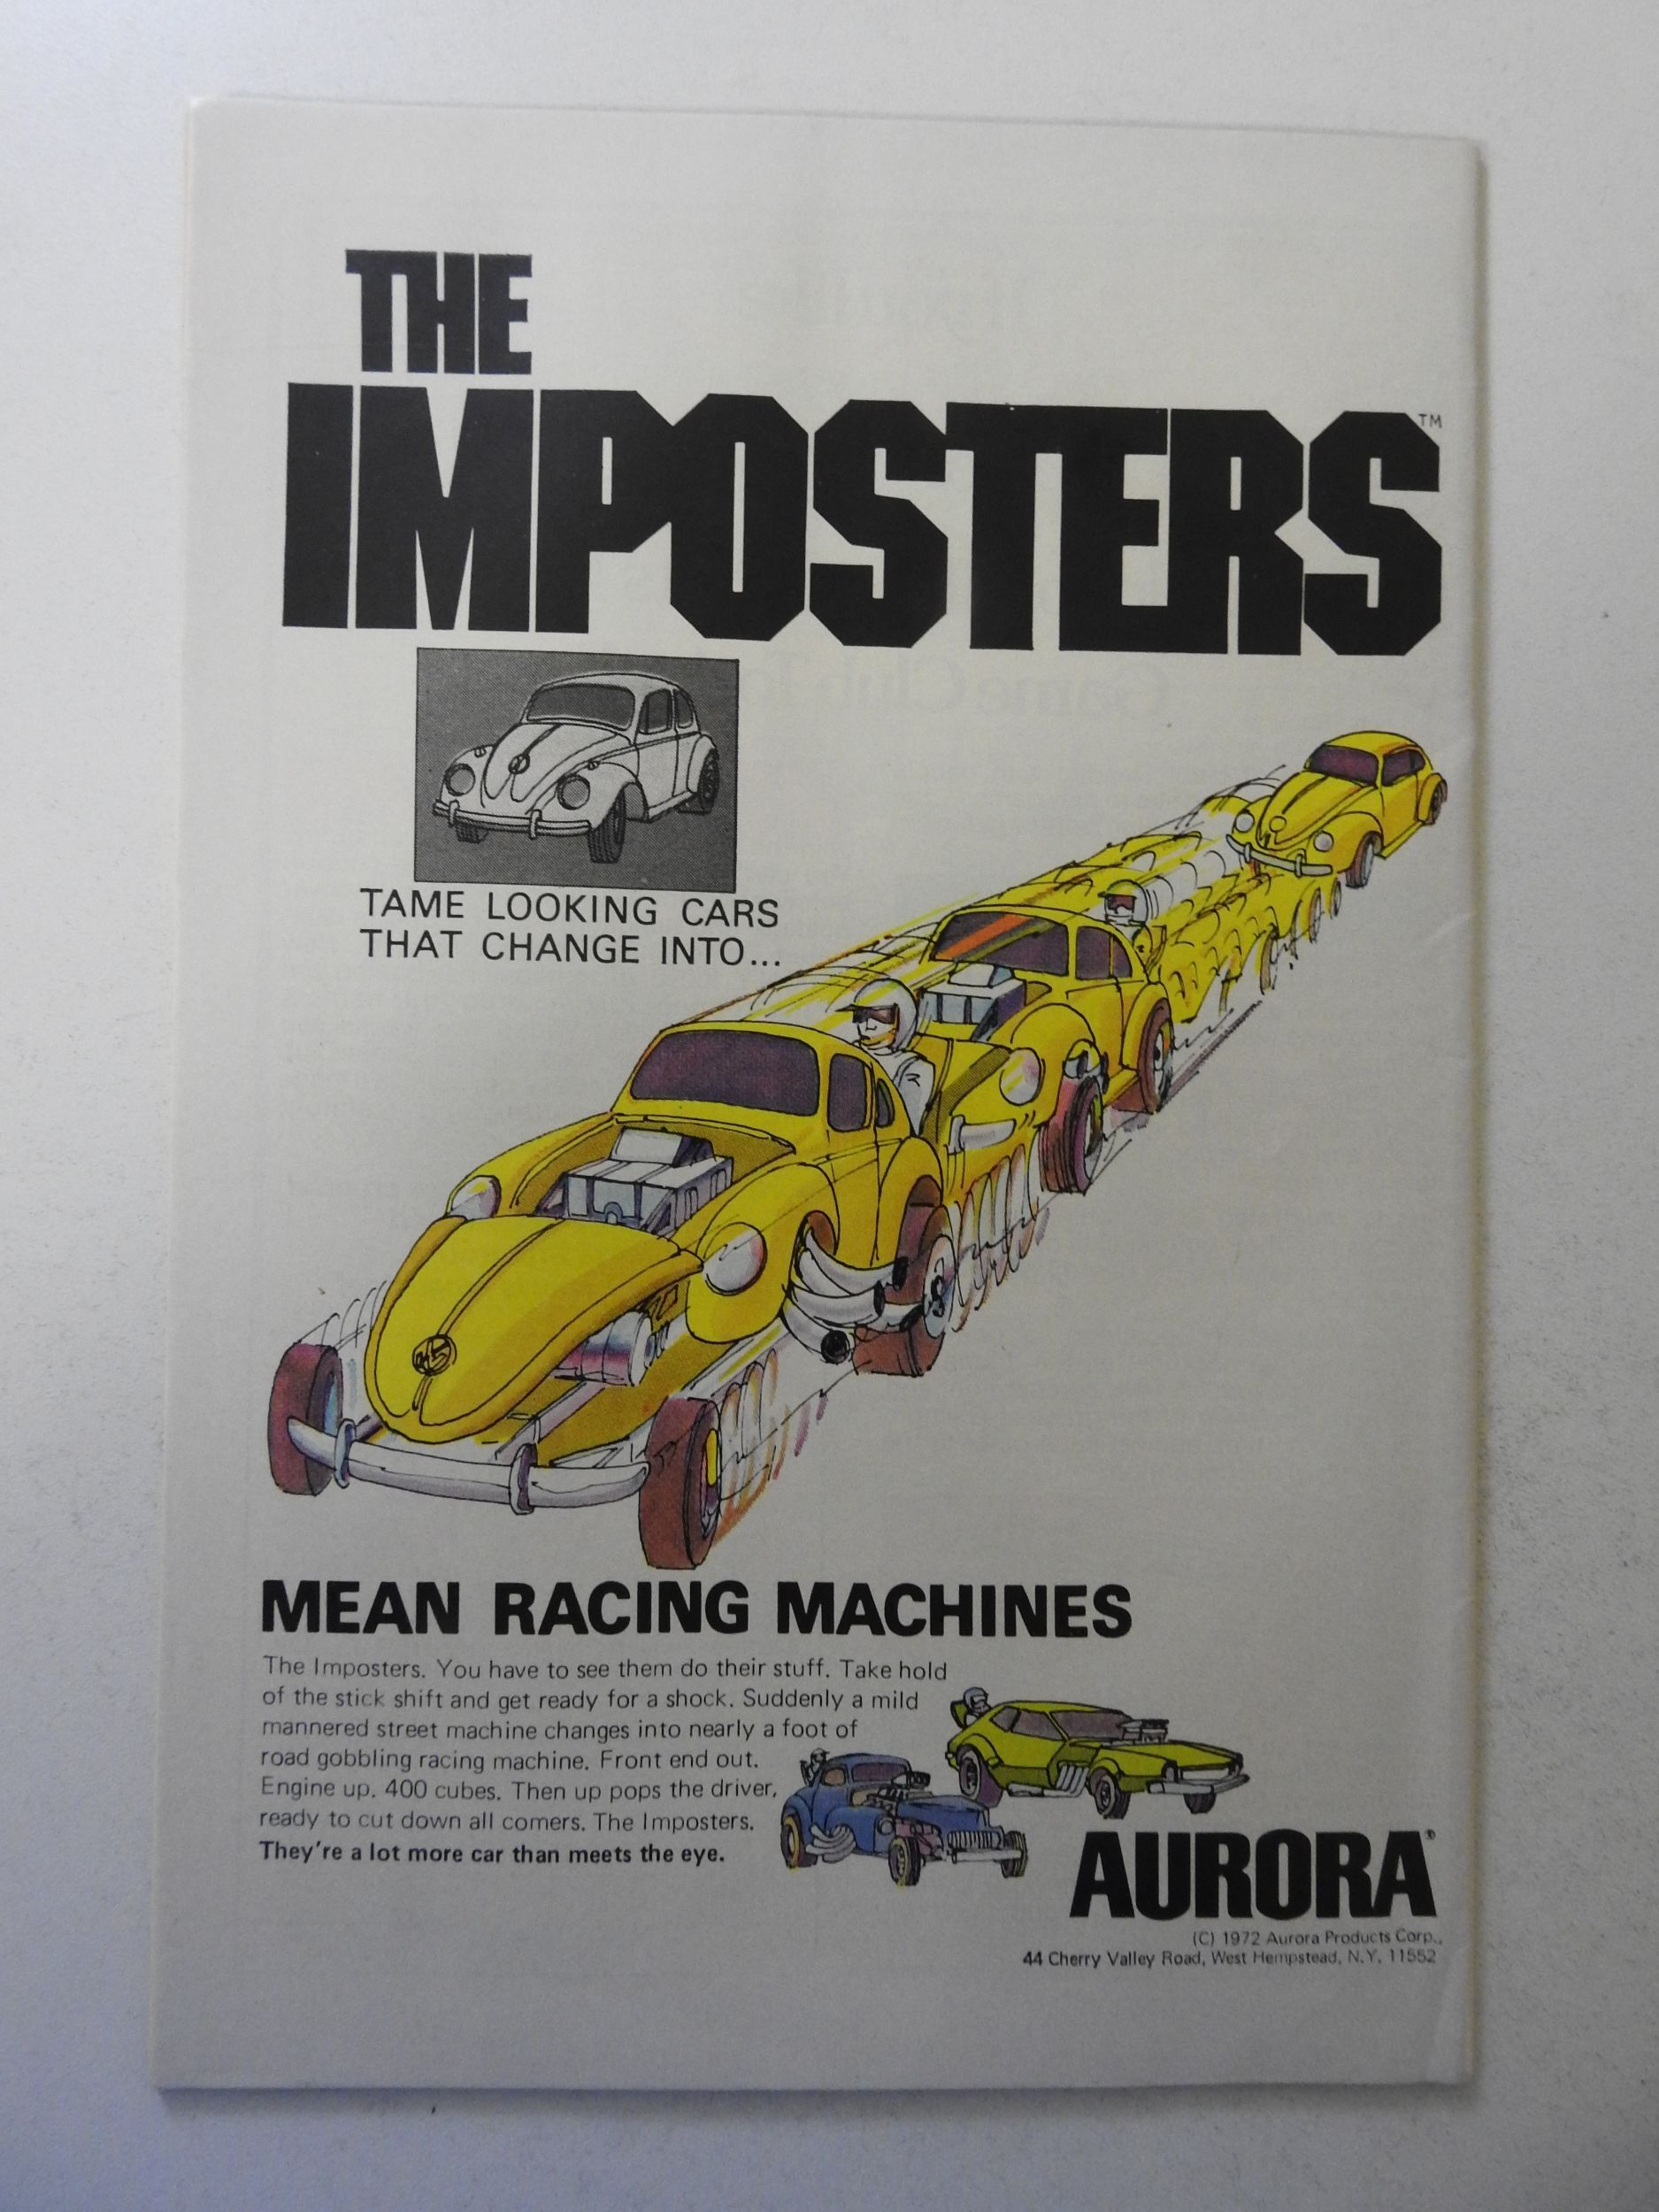 THE
IMPOSTERS™
TAME LOOKING CARS
THAT CHANGE INTO...
MEAN RACING MACHINES
The Imposters. You have to see them do their stuff. Take hold
of the stick shift and get ready for a shock. Suddenly a mild
mannered street machine changes into nearly a foot of
road gobbling racing machine. Front end out.
Engine up. 400 cubes. Then up pops the driver,
ready to cut down all comers. The Imposters.
They're a lot more car than meets the eye.
AURORA®
(C) 1972 Aurora Products Corp.,
44 Cherry Valley Road, West Hempstead, N.Y. 11552